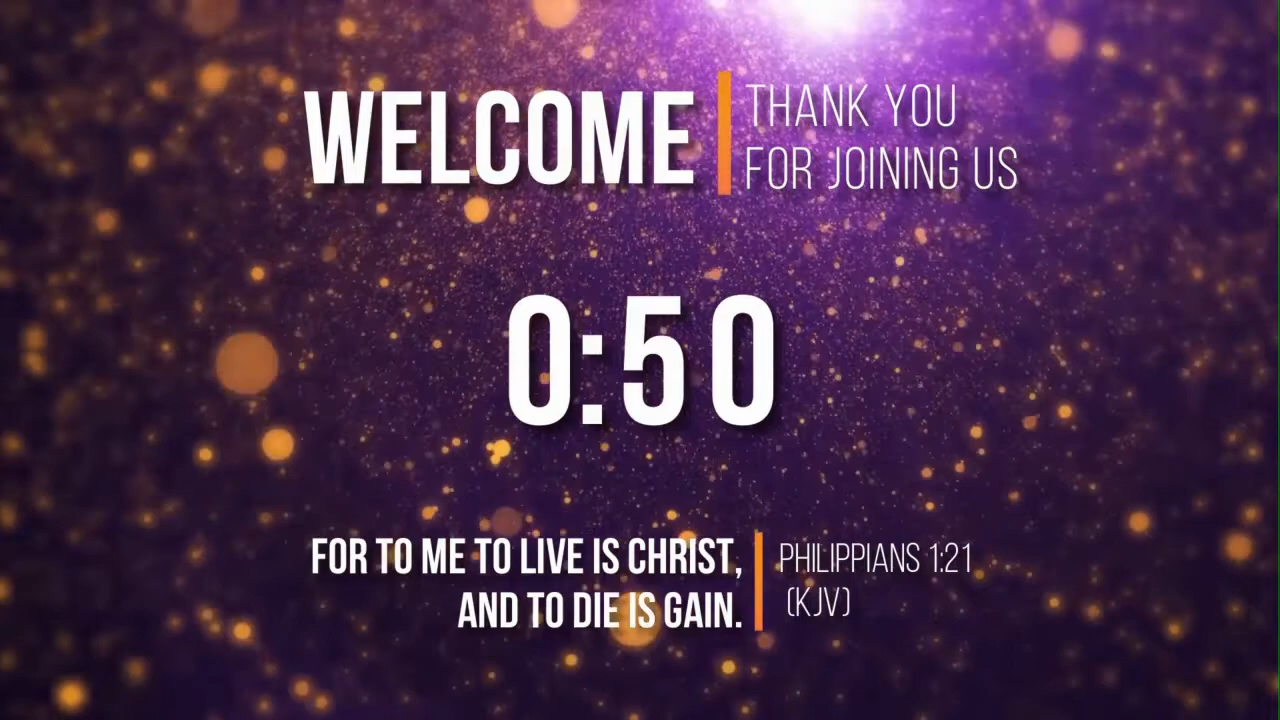 WELCOME
THANK YOU
FOR JOINING US
0:50
FOR TO ME TO LIVE IS CHRIST,
AND TO DIE IS GAIN.
PHILIPPIANS 1:21
(KJV)